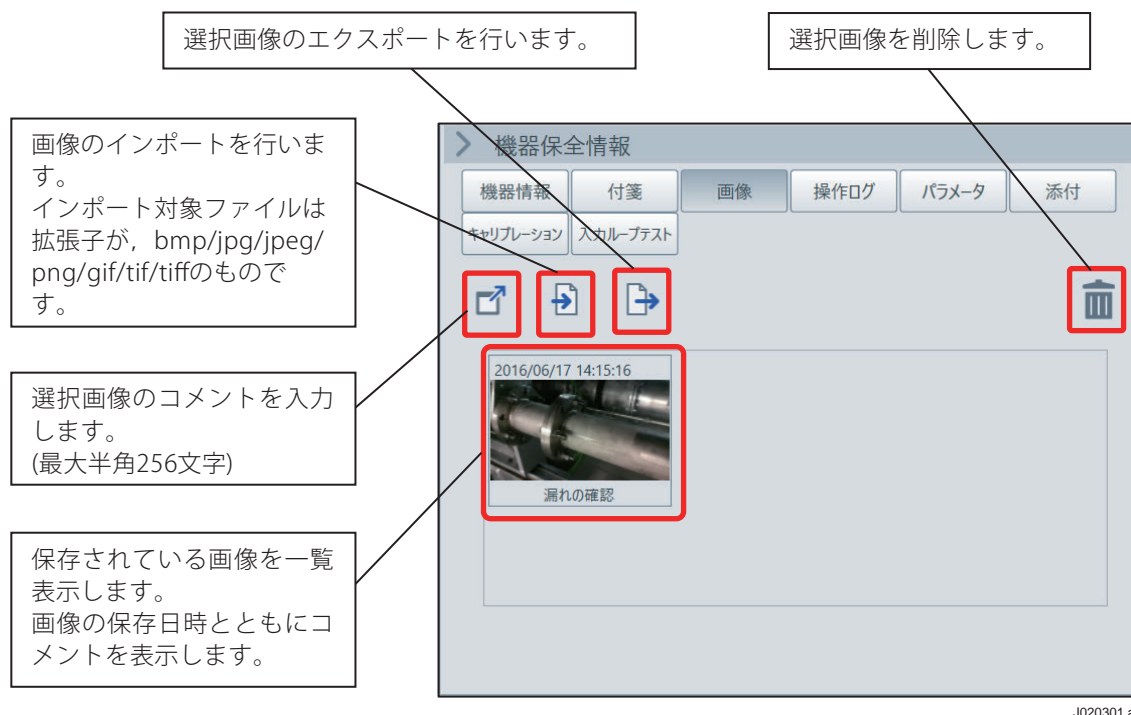 選択画像のエクスポートを行います。
選択画像を削除します。
画像のインポートを行いま
す。
インポート対象ファイルは
拡張子が，bmp/jpg/jpeg/
png/gif/tif/tiffのもので
す。
選択画像のコメントを入力
します。
(最大半角256文字)
保存されている画像を一覧
表示します。
画像の保存日時とともにコ
メントを表示します。
機器保全情報
機器情報 付箋 画像 操作ログ パラメータ 添付
キャリブレーション 入力ループテスト
2016/06/17 14:15:16
漏れの確認
J020301.a